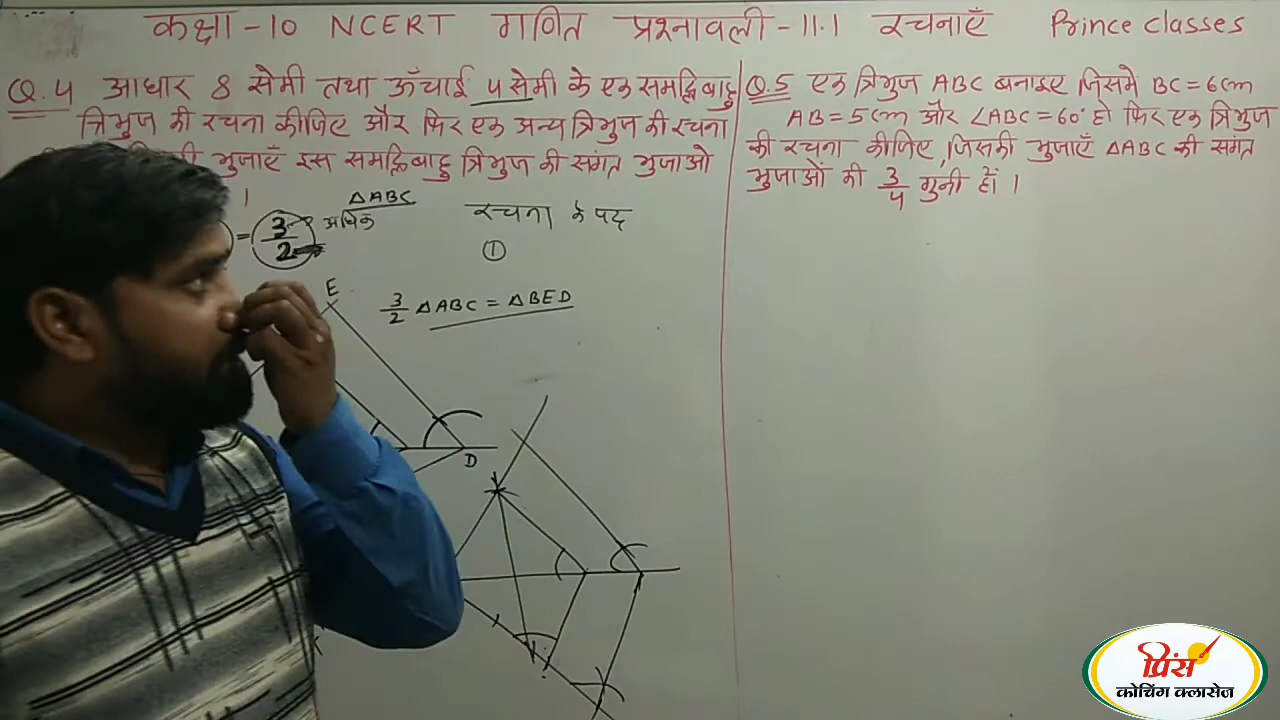 कक्षा -10 NCERT गणित प्रश्नावली -11.1 रचनाएँ Prince Classes
Q.4 आधार 8 सेमी तथा ऊँचाई 4 सेमी के एक समद्विबाहु
त्रिभुज की रचना कीजिए और फिर एक अन्य त्रिभुज की रचना
भुजाएँ इस समद्विबाहु त्रिभुज की संगत भुजाओ
।
= 3/2
ΔABC
अधिक
रचना के पद
①
E
3/2 ΔABC = ΔBED
D
Q.5 एक त्रिभुज ABC बनाइए जिसमे BC = 6cm
AB = 5cm और ∠ABC = 60° हो फिर एक त्रिभुज
की रचना कीजिए, जिसकी भुजाएँ ΔABC की संगत
भुजाओं की 3/4 गुनी हों ।
प्रिंस
कोचिंग क्लासेज